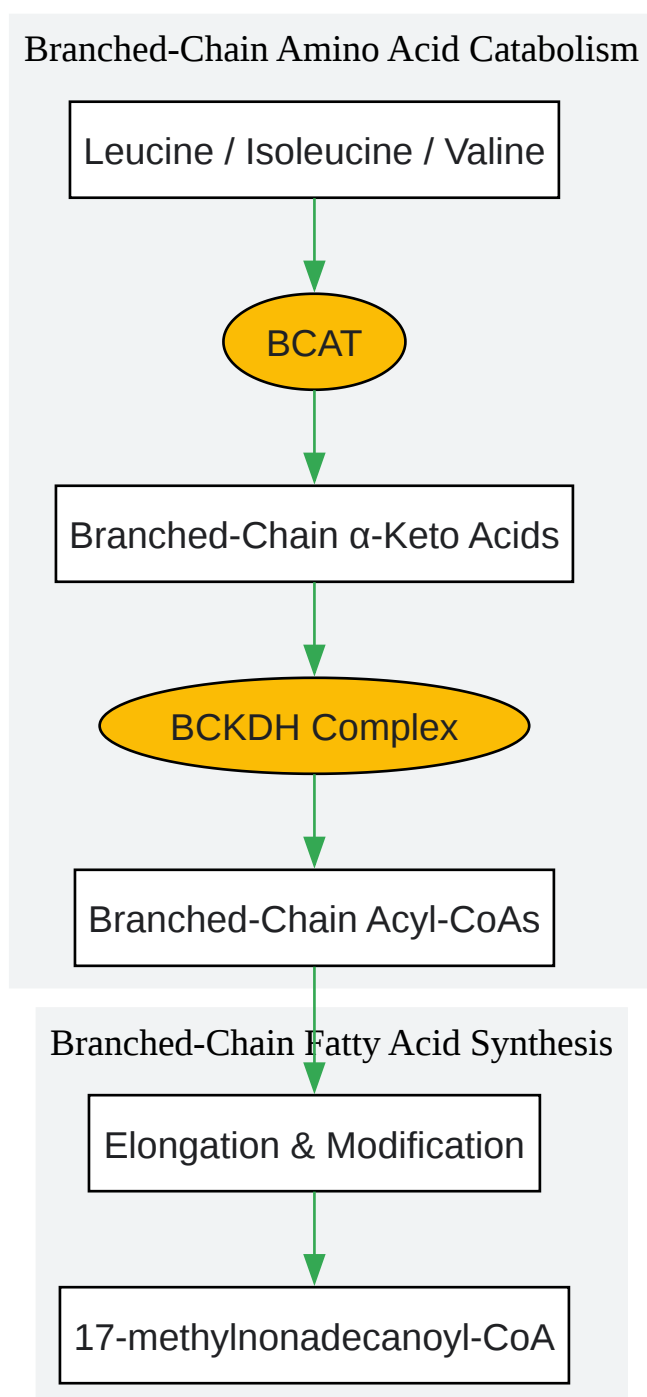 Branched-Chain Amino Acid Catabolism
Leucine / Isoleucine / Valine
BCAT
Branched-Chain α-Keto Acids
BCKDH Complex
Branched-Chain Acyl-CoAs
Branched-Chain Fatty Acid Synthesis
Elongation & Modification
17-methylnonadecanoyl-CoA